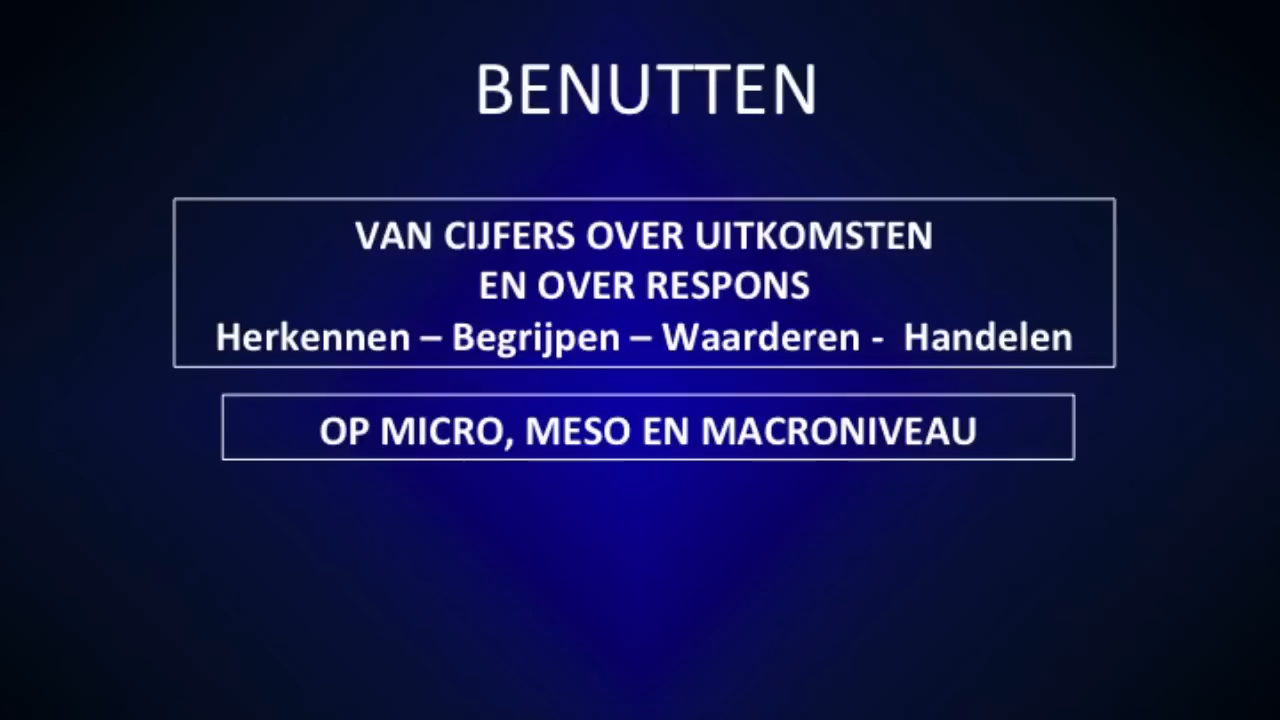 BENUTTEN
VAN CIJFERS OVER UITKOMSTEN
EN OVER RESPONS
Herkennen – Begrijpen – Waarderen - Handelen
OP MICRO, MESO EN MACRONIVEAU